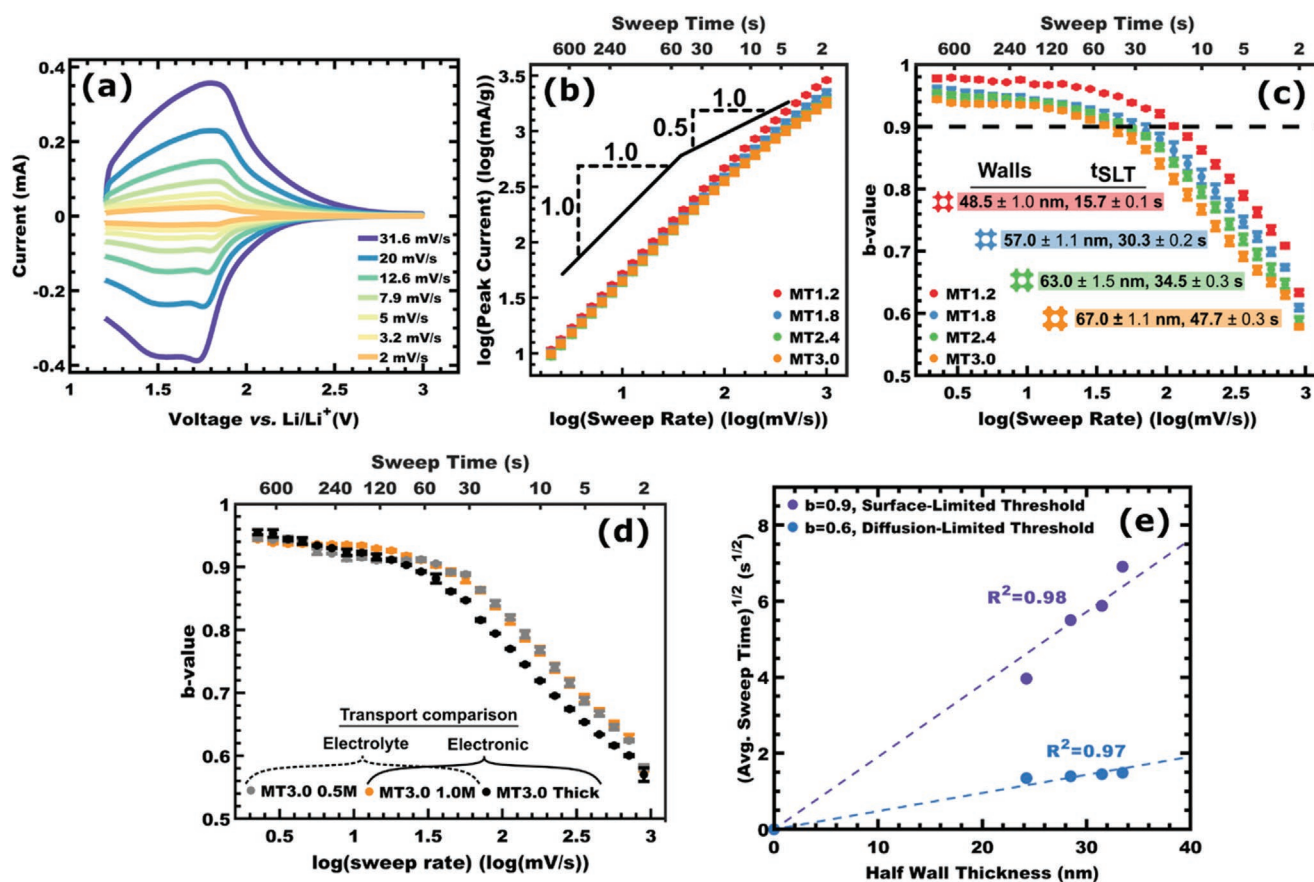 (a)
Current (mA)
0.4
0.2
0
-0.2
-0.4
31.6 mV/s
20 mV/s
12.6 mV/s
7.9 mV/s
5 mV/s
3.2 mV/s
2 mV/s
1 1.5 2 2.5 3
Voltage vs. Li/Li+(V)
Sweep Time (s)
600 240 60 30 10 5 2
(b)
log(Peak Current) (log(mA/g))
3.5
3.0
2.5
2.0
1.5
1
1.0
0.5
1.0
1.0
MT1.2
MT1.8
MT2.4
MT3.0
1 2 3
log(Sweep Rate) (log(mV/s))
Sweep Time (s)
600 240 120 60 30 10 5 2
(c)
b-value
1
0.9
0.8
0.7
0.6
0.5
Walls tSLT
48.5 ± 1.0 nm, 15.7 ± 0.1 s
57.0 ± 1.1 nm, 30.3 ± 0.2 s
63.0 ± 1.5 nm, 34.5 ± 0.3 s
67.0 ± 1.1 nm, 47.7 ± 0.3 s
MT1.2
MT1.8
MT2.4
MT3.0
0.5 1 1.5 2 2.5 3
log(Sweep Rate) (log(mV/s))
Sweep Time (s)
600 240 120 60 30 10 5 2
(d)
b-value
1
0.9
0.8
0.7
0.6
0.5
Transport comparison
Electrolyte Electronic
MT3.0 0.5M MT3.0 1.0M MT3.0 Thick
0.5 1 1.5 2 2.5 3
log(sweep rate) (log(mV/s))
(e)
(Avg. Sweep Time)1/2 (s1/2)
8
6
4
2
0
b=0.9, Surface-Limited Threshold
b=0.6, Diffusion-Limited Threshold
R2=0.98
R2=0.97
0 10 20 30 40
Half Wall Thickness (nm)